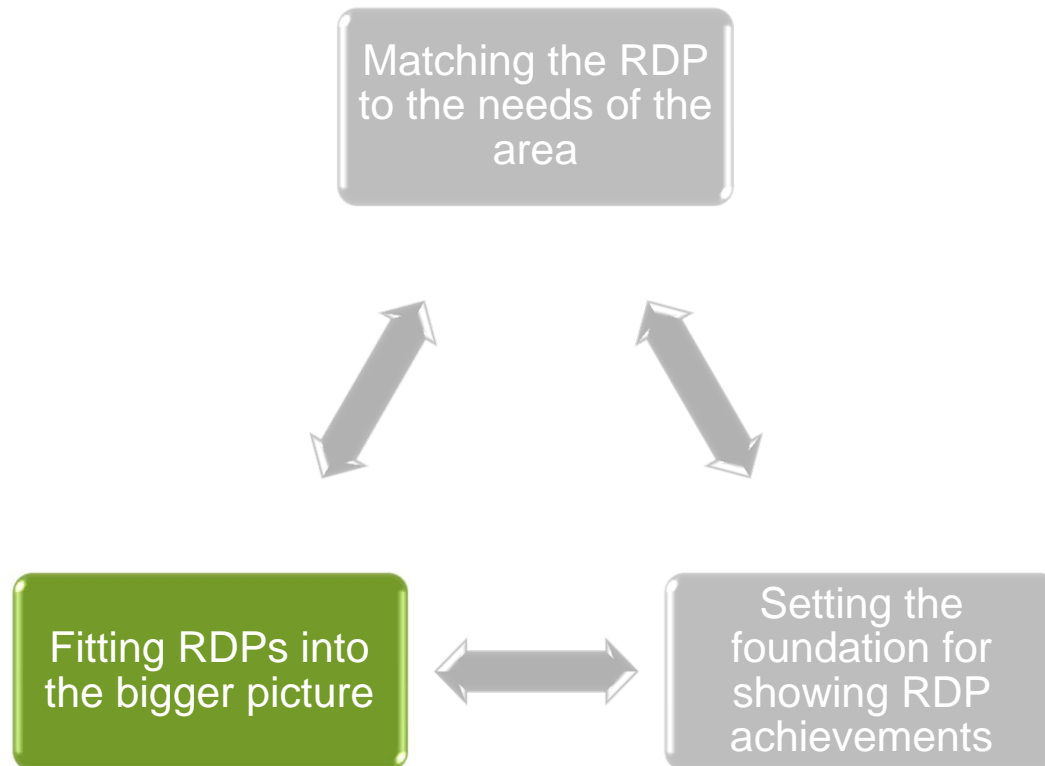 Matching the RDP
to the needs of the
area
Fitting RDPs into
the bigger picture
Setting the
foundation for
showing RDP
achievements